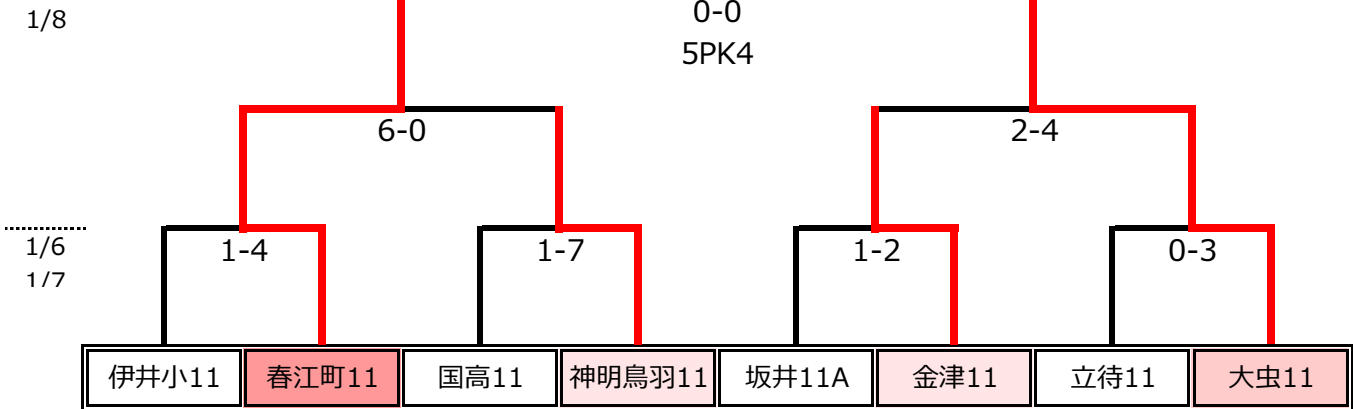 1/8
0-0
5PK4
6-0
2-4
1/6
1/7
1-4
1-7
1-2
0-3
伊井小11
春江町11
国高11
神明鳥羽11
坂井11A
金津11
立待11
大虫11